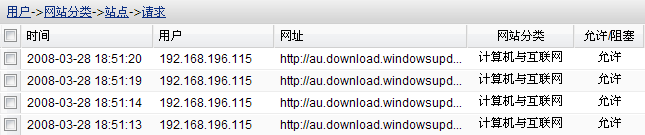 用户->网站分类->站点->请求
时间 用户 网址 网站分类 允许/阻塞
2008-03-28 18:51:20 192.168.196.115 http://au.download.windowsupd... 计算机与互联网 允许
2008-03-28 18:51:19 192.168.196.115 http://au.download.windowsupd... 计算机与互联网 允许
2008-03-28 18:51:14 192.168.196.115 http://au.download.windowsupd... 计算机与互联网 允许
2008-03-28 18:51:13 192.168.196.115 http://au.download.windowsupd... 计算机与互联网 允许